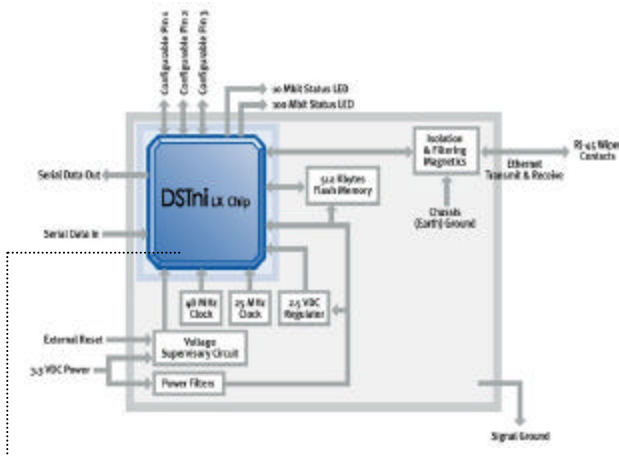 Configurable Pin 1
Configurable Pin 2
Configurable Pin 3
10 Mbit Status LED
100 Mbit Status LED
Isolation
& Filtering
Magnetics
RJ-45 Wiper
Contacts
Ethernet
Transmit & Receive
Serial Data Out
DSTni LX Chip
512 Kbytes
Flash Memory
Chassis
(Earth) Ground
Serial Data In
48 MHz
Clock
25 MHz
Clock
2.5 VDC
Regulator
External Reset
Voltage
Supervisory Circuit
3.3 VDC Power
Power Filters
Signal Ground